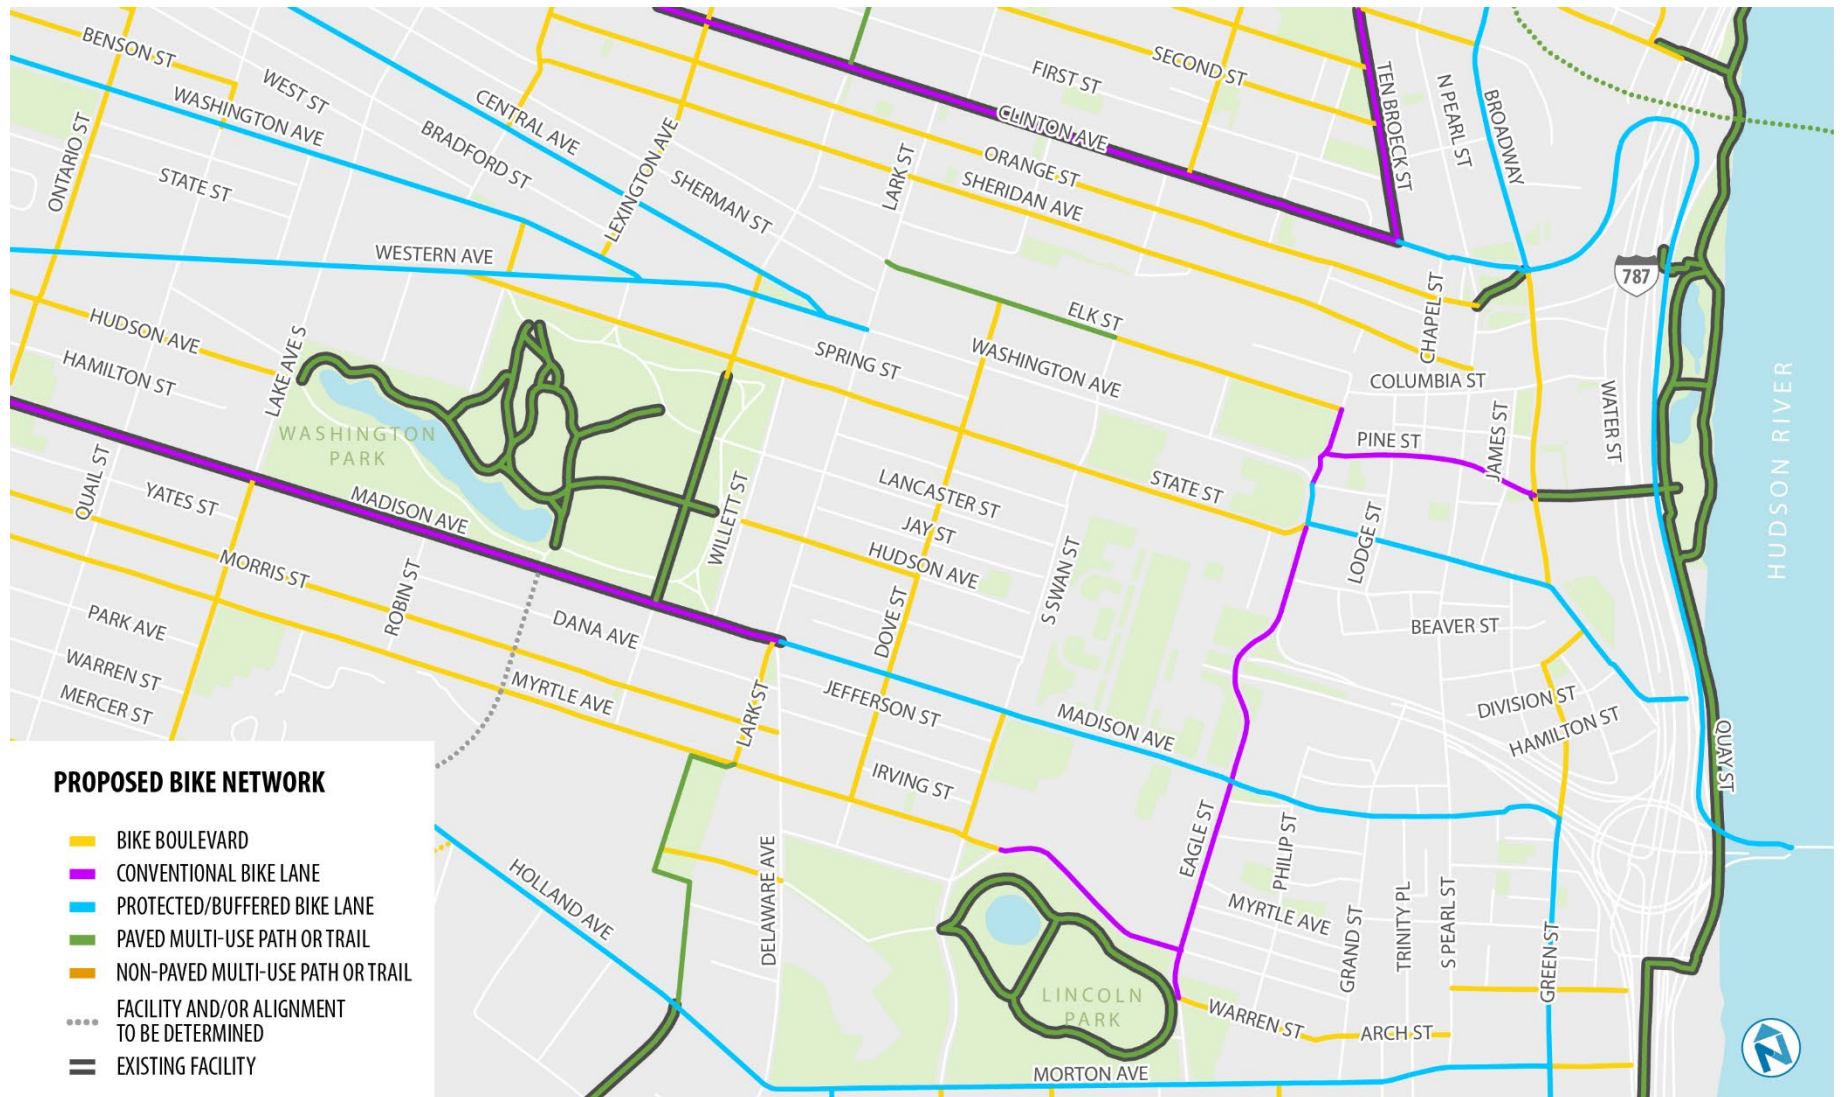 BENSON ST
WEST ST
WASHINGTON AVE
CENTRAL AVE
BRADFORD ST
ONTARIO ST
STATE ST
LEXINGTON AVE
SHERMAN ST
LARK ST
FIRST ST
SECOND ST
CLINTON AVE
ORANGE ST
SHERIDAN AVE
TEN BROECK ST
N PEARL ST
BROADWAY
WESTERN AVE
787
HUDSON AVE
HAMILTON ST
LAKE AVE S
SPRING ST
WASHINGTON AVE
ELK ST
CHAPEL ST
COLUMBIA ST
WATER ST
HUDSON RIVER
WASHINGTON
PARK
PINE ST
JAMES ST
QUAIL ST
YATES ST
MADISON AVE
WILLETT ST
LANCASTER ST
JAY ST
HUDSON AVE
STATE ST
S SWAN ST
LODGE ST
MORRIS ST
ROBIN ST
DANA AVE
DOVE ST
BEAVER ST
PARK AVE
WARREN ST
MERCER ST
MYRTLE AVE
LARK ST
JEFFERSON ST
MADISON AVE
DIVISION ST
HAMILTON ST
QUAY ST
IRVING ST
EAGLE ST
PHILIP ST
DELAWARE AVE
HOLLAND AVE
MYRTLE AVE
GRAND ST
TRINITY PL
S PEARL ST
GREEN ST
LINCOLN
PARK
WARREN ST
ARCH ST
MORTON AVE
PROPOSED BIKE NETWORK
BIKE BOULEVARD
CONVENTIONAL BIKE LANE
PROTECTED/BUFFERED BIKE LANE
PAVED MULTI-USE PATH OR TRAIL
NON-PAVED MULTI-USE PATH OR TRAIL
FACILITY AND/OR ALIGNMENT
TO BE DETERMINED
EXISTING FACILITY
N